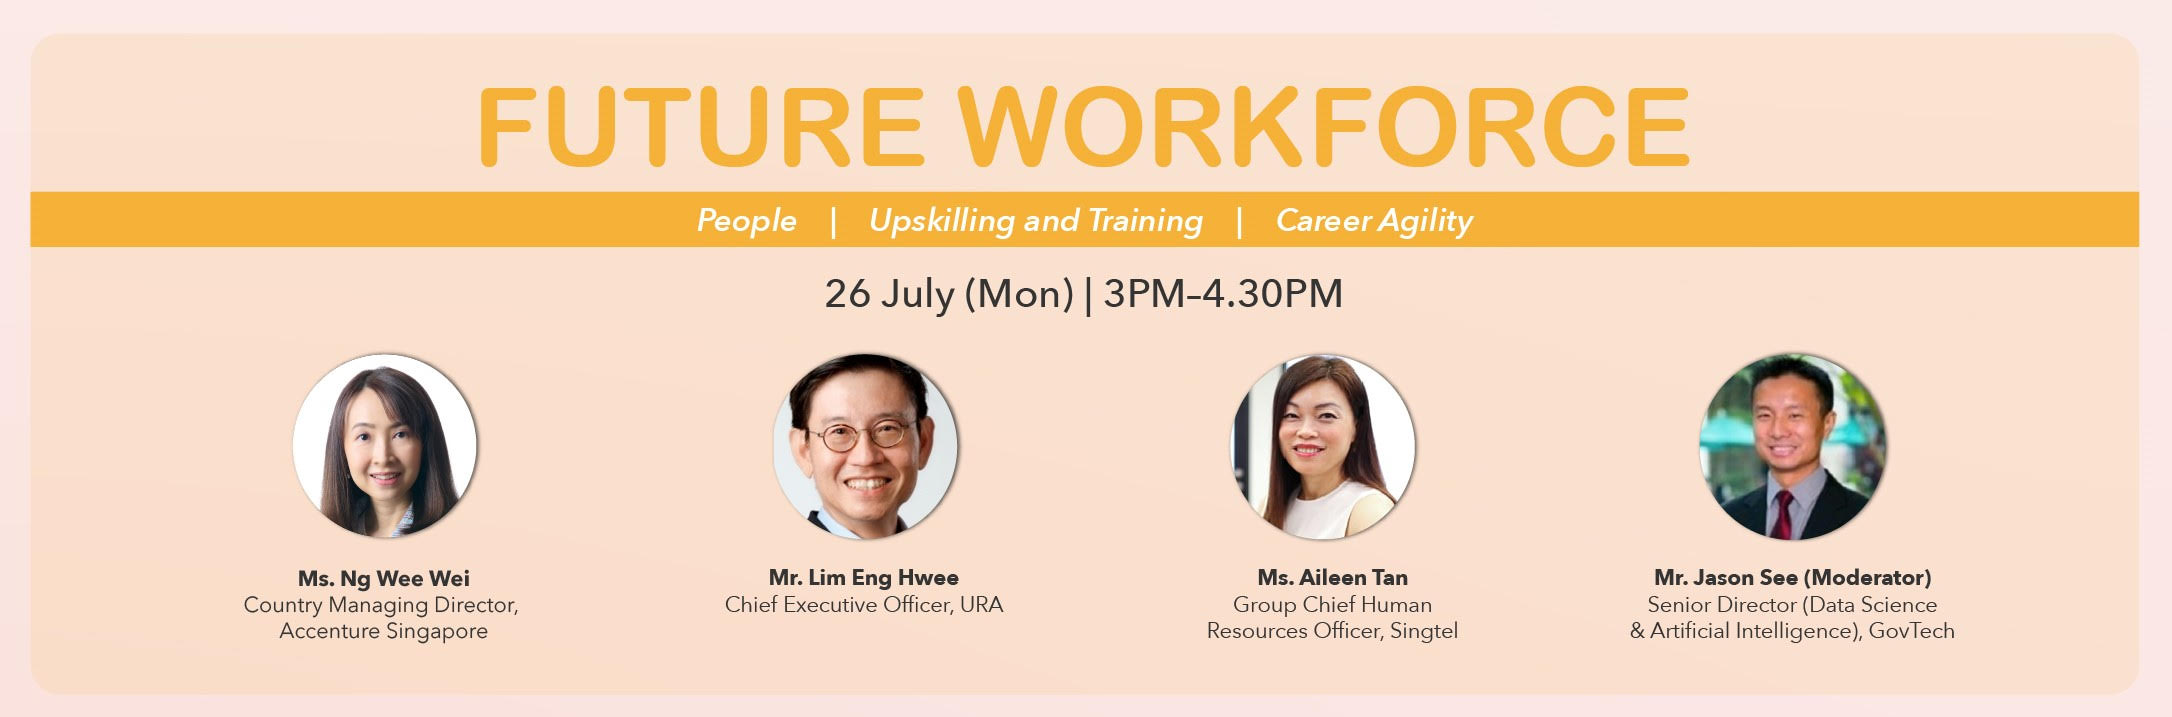 FUTURE WORKFORCE
People | Upskilling and Training | Career Agility
26 July (Mon) | 3PM–4.30PM
Ms. Ng Wee Wei
Country Managing Director,
Accenture Singapore
Mr. Lim Eng Hwee
Chief Executive Officer, URA
Ms. Aileen Tan
Group Chief Human
Resources Officer, Singtel
Mr. Jason See (Moderator)
Senior Director (Data Science
& Artificial Intelligence), GovTech